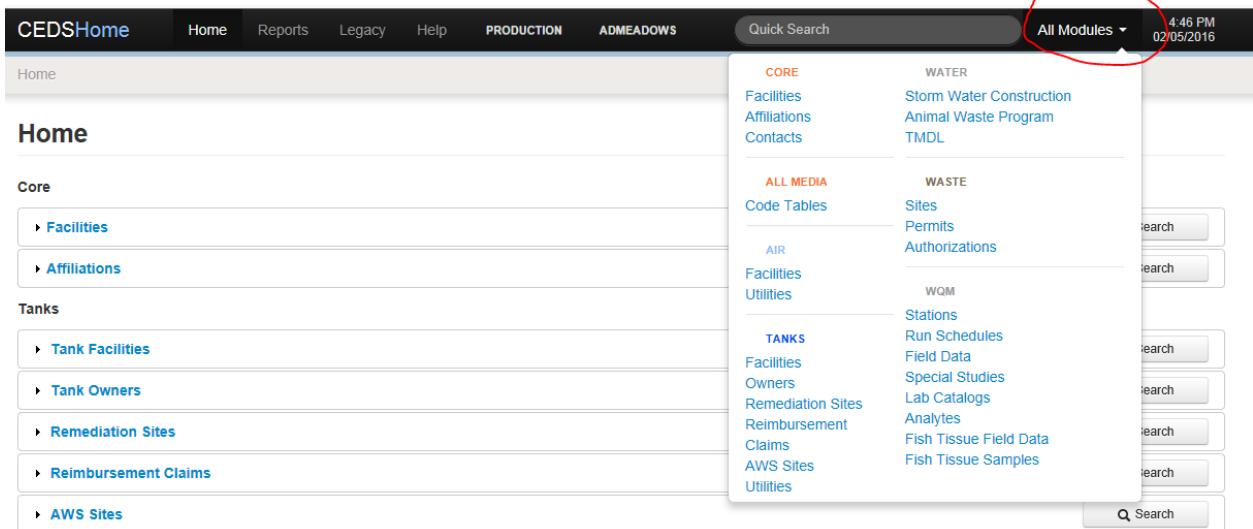 CEDSHome Home Reports Legacy Help PRODUCTION ADMEADOWS Quick Search All Modules 4:46 PM
02/05/2016
Home
Home
Core
Facilities
Affiliations
Tanks
Tank Facilities
Tank Owners
Remediation Sites
Reimbursement Claims
AWS Sites
CORE
Facilities
Affiliations
Contacts
ALL MEDIA
Code Tables
AIR
Facilities
Utilities
TANKS
Facilities
Owners
Remediation Sites
Reimbursement
Claims
AWS Sites
Utilities
WATER
Storm Water Construction
Animal Waste Program
TMDL
WASTE
Sites
Permits
Authorizations
WQM
Stations
Run Schedules
Field Data
Special Studies
Lab Catalogs
Analytes
Fish Tissue Field Data
Fish Tissue Samples
earch
earch
earch
earch
earch
earch
Search